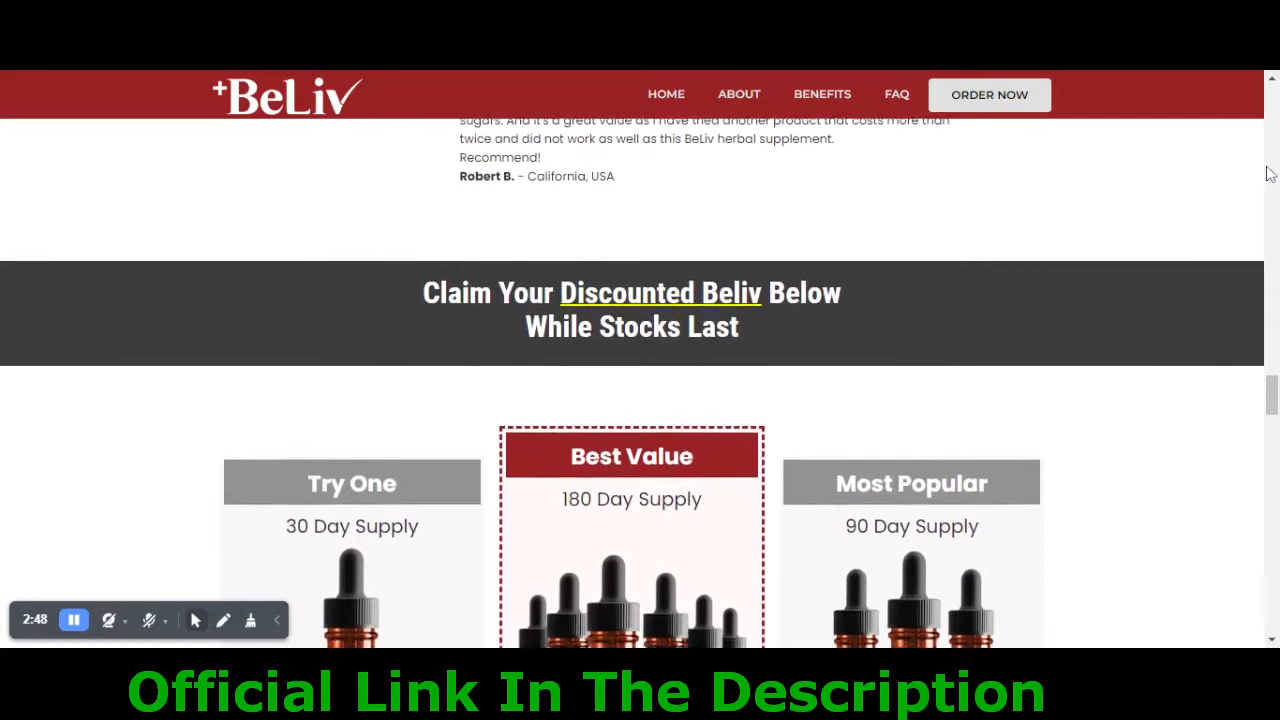 +BeLiv
HOME ABOUT BENEFITS FAQ ORDER NOW
sugars. And it's a great value as I have tried another product that costs more than
twice and did not work as well as this BeLiv herbal supplement.
Recommend!
Robert B. - California, USA
Claim Your Discounted Beliv Below
While Stocks Last
Best Value
180 Day Supply
Try One
30 Day Supply
Most Popular
90 Day Supply
2:48
Official Link In The Description